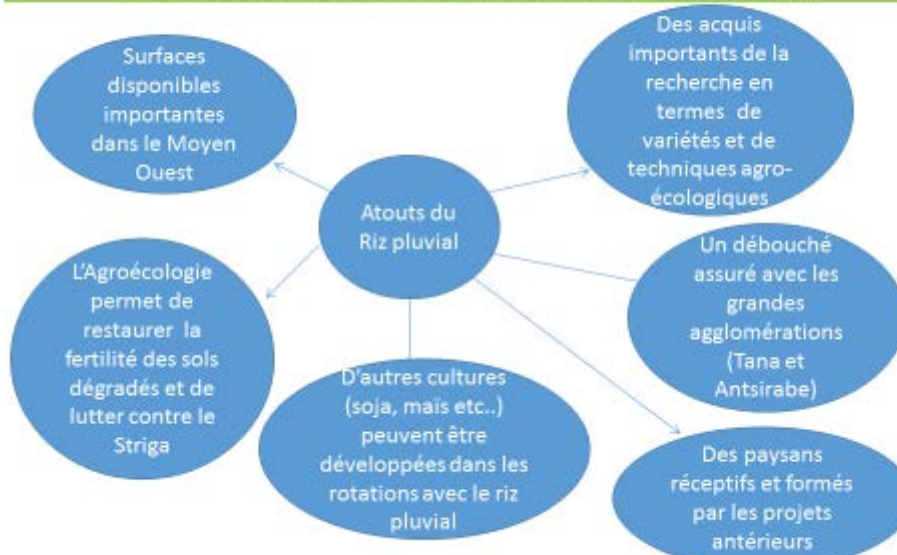 Surfaces
disponibles
importantes
dans le Moyen
Ouest
Des acquis
importants de la
recherche en
termes de
variétés et de
techniques agro-
écologiques
Atouts du
Riz pluvial
L'Agroécologie
permet de
restaurer la
fertilité des sols
dégradés et de
lutter contre le
Striga
Un débouché
assuré avec les
grandes
agglomérations
(Tana et
Antsirabe)
D'autres cultures
(soja, maïs etc..)
peuvent être
développées dans les
rotations avec le riz
pluvial
Des paysans
réceptifs et formés
par les projets
antérieurs